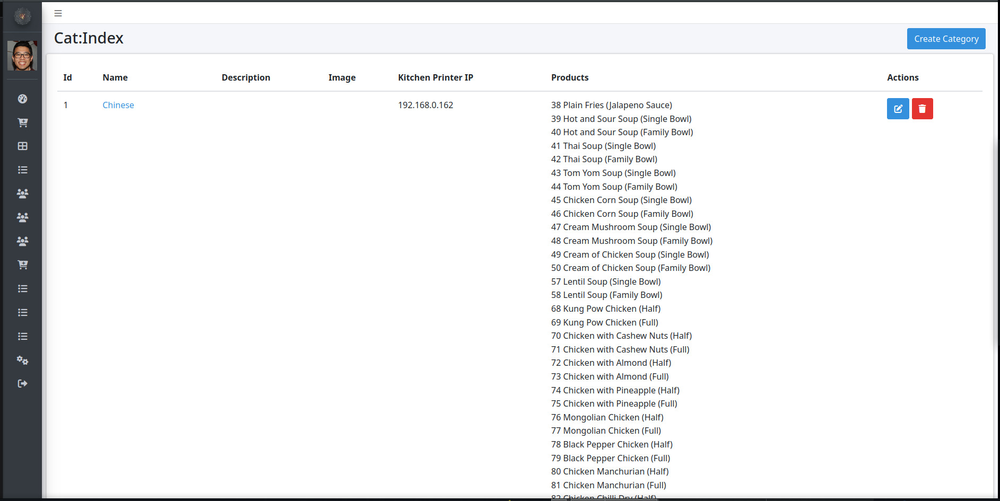 Cat:Index
Create Category
Id Name Description Image Kitchen Printer IP Products Actions
1 Chinese 192.168.0.162 38 Plain Fries (Jalapeno Sauce)
39 Hot and Sour Soup (Single Bowl)
40 Hot and Sour Soup (Family Bowl)
41 Thai Soup (Single Bowl)
42 Thai Soup (Family Bowl)
43 Tom Yom Soup (Single Bowl)
44 Tom Yom Soup (Family Bowl)
45 Chicken Corn Soup (Single Bowl)
46 Chicken Corn Soup (Family Bowl)
47 Cream Mushroom Soup (Single Bowl)
48 Cream Mushroom Soup (Family Bowl)
49 Cream of Chicken Soup (Single Bowl)
50 Cream of Chicken Soup (Family Bowl)
57 Lentil Soup (Single Bowl)
58 Lentil Soup (Family Bowl)
68 Kung Pow Chicken (Half)
69 Kung Pow Chicken (Full)
70 Chicken with Cashew Nuts (Half)
71 Chicken with Cashew Nuts (Full)
72 Chicken with Almond (Half)
73 Chicken with Almond (Full)
74 Chicken with Pineapple (Half)
75 Chicken with Pineapple (Full)
76 Mongolian Chicken (Half)
77 Mongolian Chicken (Full)
78 Black Pepper Chicken (Half)
79 Black Pepper Chicken (Full)
80 Chicken Manchurian (Half)
81 Chicken Manchurian (Full)
82 Chicken Chilli Dry (Half)